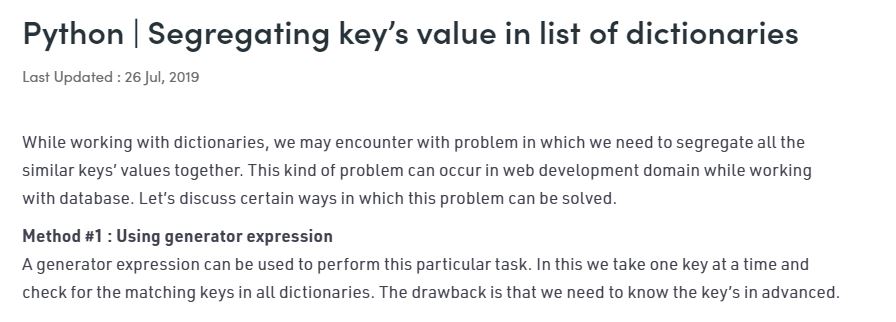 Python | Segregating key’s value in list of dictionaries
Last Updated : 26 Jul, 2019
While working with dictionaries, we may encounter with problem in which we need to segregate all the
similar keys’ values together. This kind of problem can occur in web development domain while working
with database. Let’s discuss certain ways in which this problem can be solved.
Method #1 : Using generator expression
A generator expression can be used to perform this particular task. In this we take one key at a time and
check for the matching keys in all dictionaries. The drawback is that we need to know the key’s in advanced.